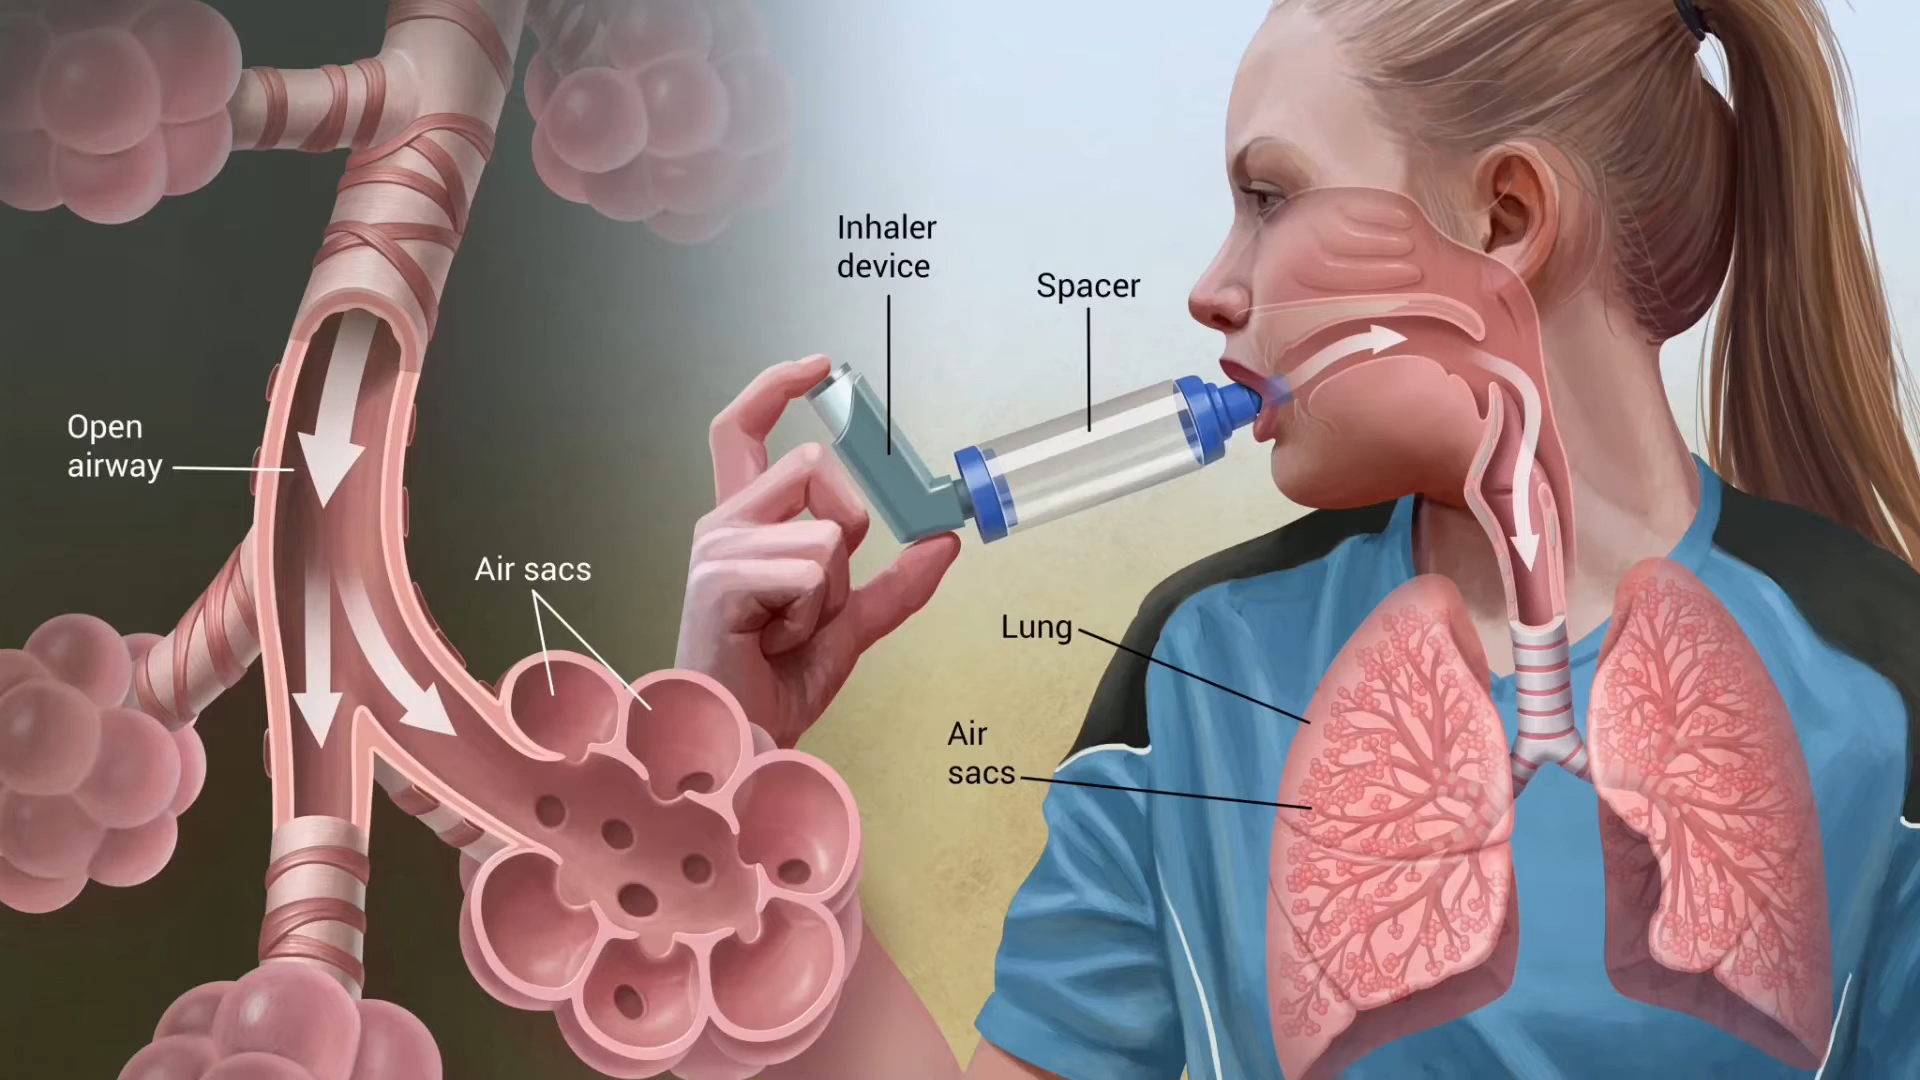 Inhaler
device
Spacer
Open
airway
Air sacs
Lung
Air
sacs